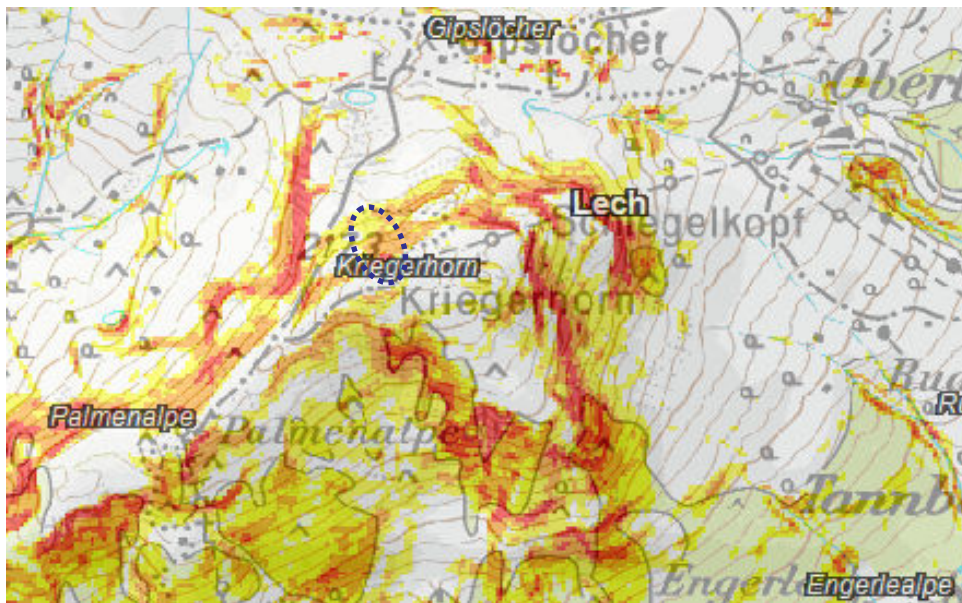 Gipslöcher
Gipslöcher
Lech
Schlegelkopf
Kriegerhorn
Kriegerhorn
Palmenalpe
Palmenalpe
Engerlealpe